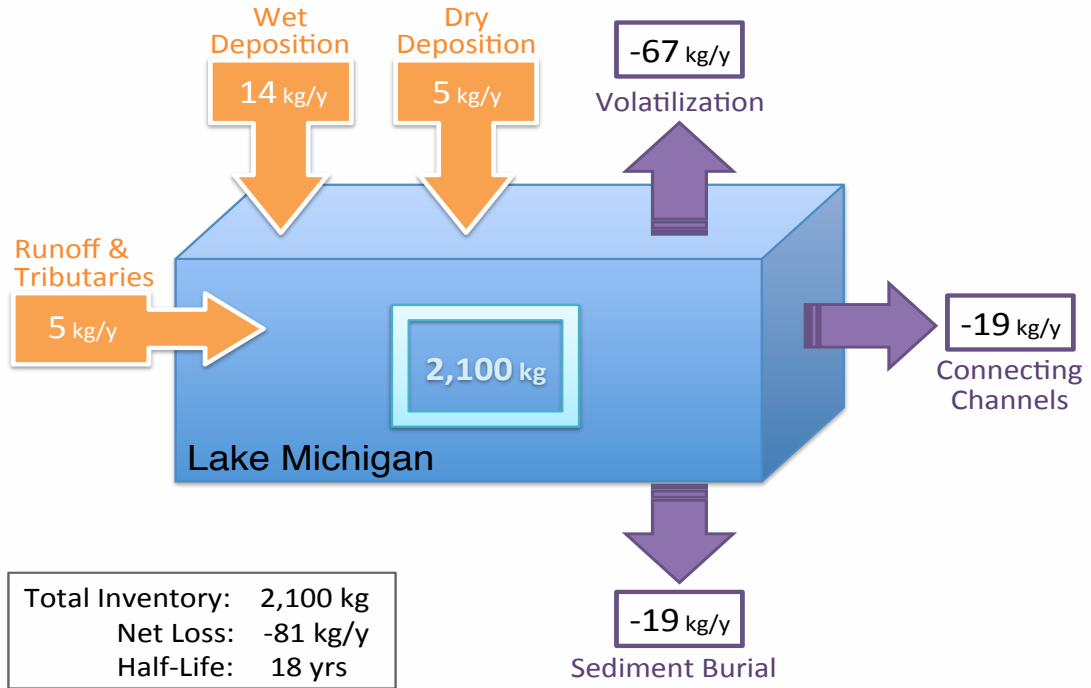 Wet
Deposition
14 kg/y
Dry
Deposition
5 kg/y
-67 kg/y
Volatilization
Runoff &
Tributaries
5 kg/y
2,100 kg
-19 kg/y
Connecting
Channels
Lake Michigan
-19 kg/y
Sediment Burial
Total Inventory: 2,100 kg
Net Loss: -81 kg/y
Half-Life: 18 yrs